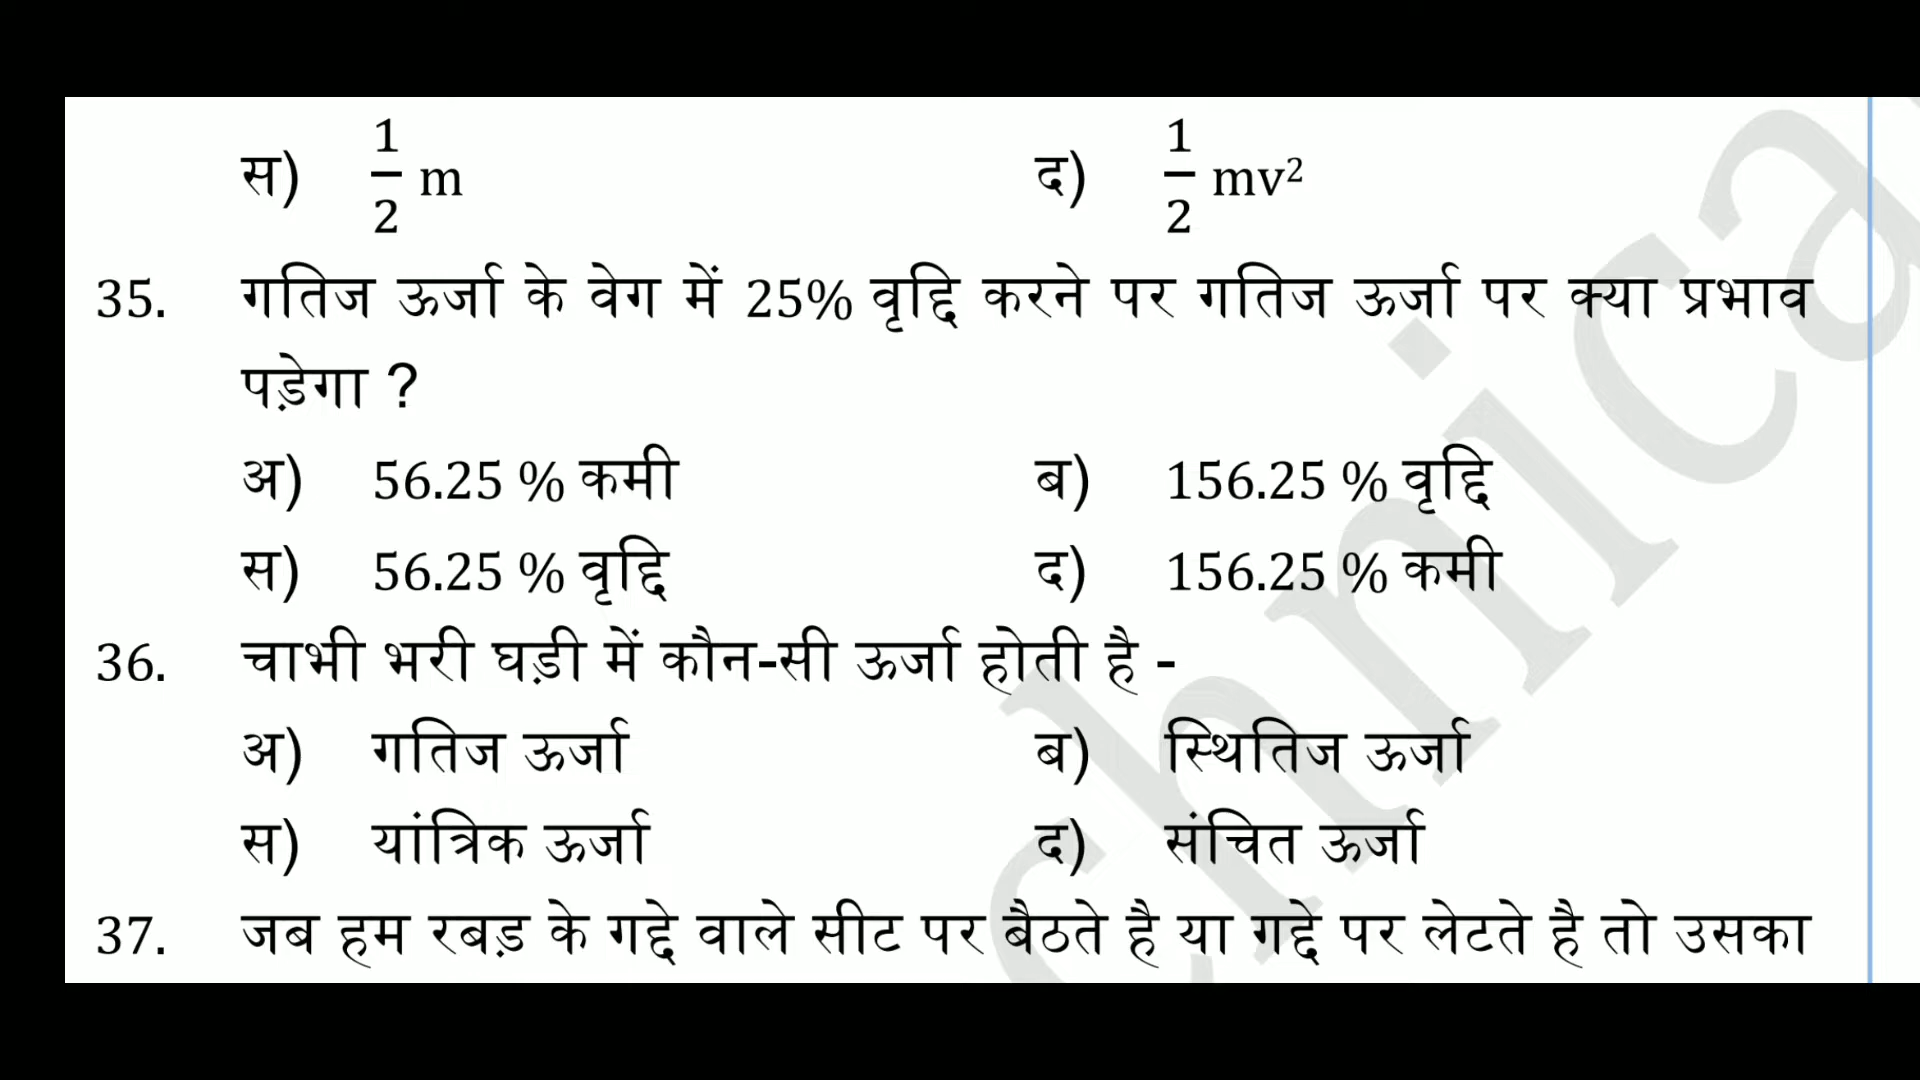 स) 1/2 m द) 1/2 mv²
35. गतिज ऊर्जा के वेग में 25% वृद्दि करने पर गतिज ऊर्जा पर क्या प्रभाव
पड़ेगा ?
अ) 56.25 % कमी ब) 156.25 % वृद्दि
स) 56.25 % वृद्दि द) 156.25 % कमी
36. चाभी भरी घड़ी में कौन-सी ऊर्जा होती है -
अ) गतिज ऊर्जा ब) स्थितिज ऊर्जा
स) यांत्रिक ऊर्जा द) संचित ऊर्जा
37. जब हम रबड़ के गद्दे वाले सीट पर बैठते है या गद्दे पर लेटते है तो उसका
chnica